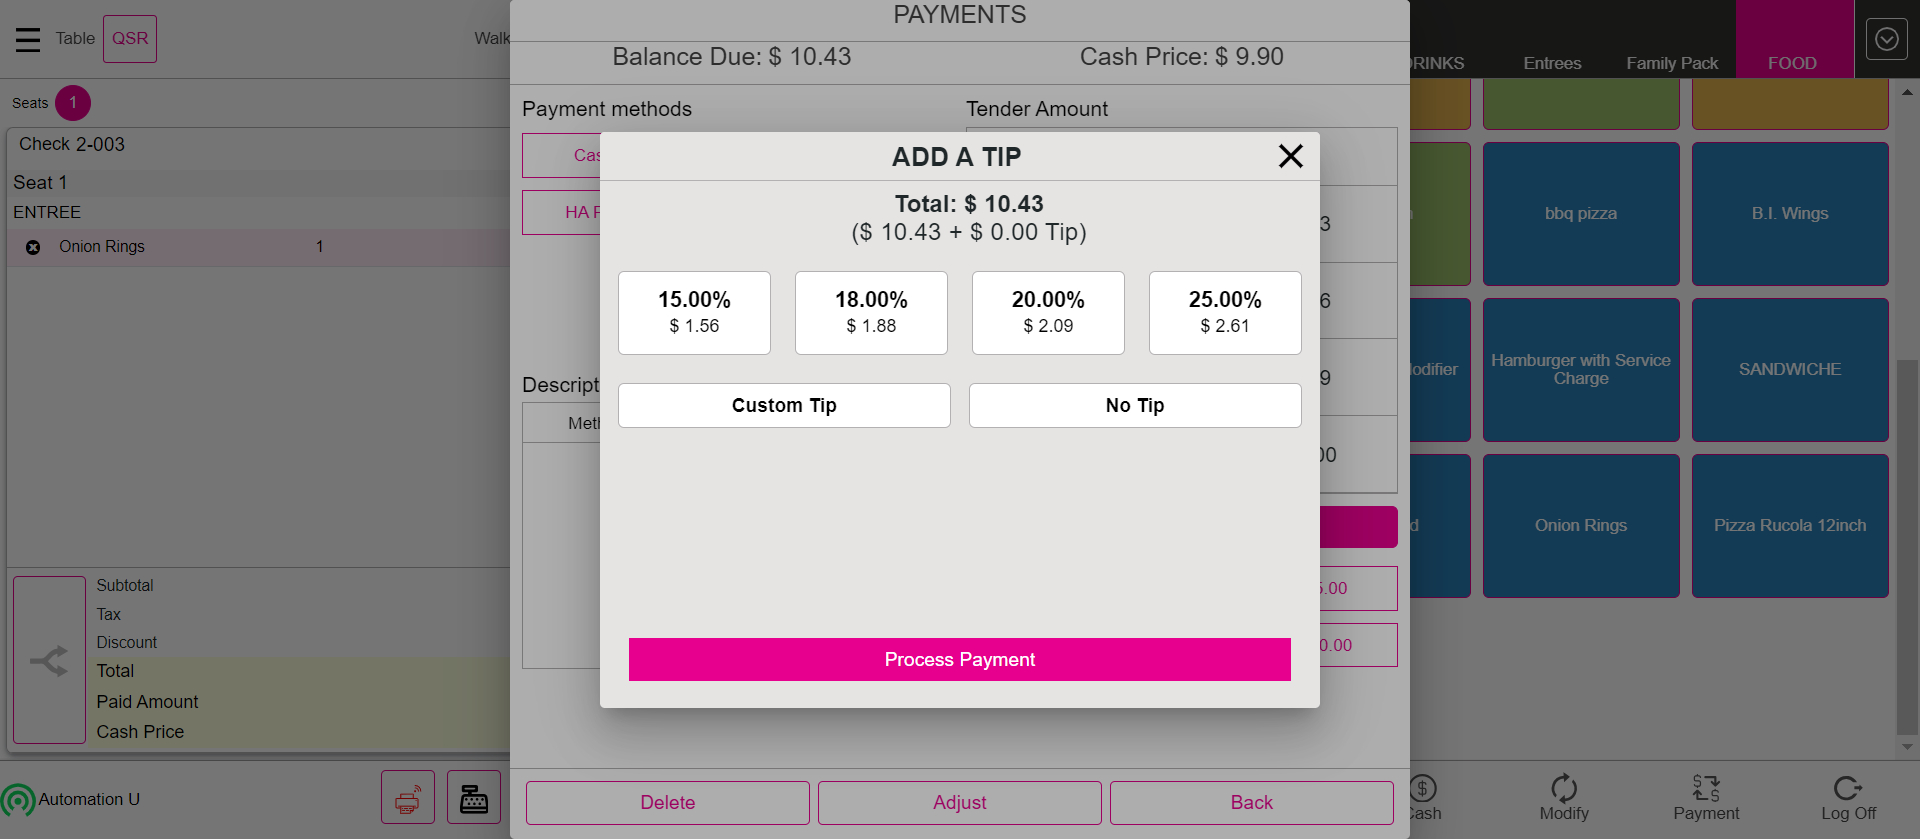 Table
QSR
Walk
PAYMENTS
Balance Due: $ 10.43
Cash Price: $ 9.90
Entrees
Family Pack
FOOD
Seats 1
Check 2-003
Seat 1
ENTREE
Onion Rings 1
Payment methods
Tender Amount
HA
ADD A TIP
Total: $ 10.43
($ 10.43 + $ 0.00 Tip)
15.00%
$ 1.56
18.00%
$ 1.88
20.00%
$ 2.09
25.00%
$ 2.61
Custom Tip
No Tip
Process Payment
3
6
9
00
5.00
0.00
Descript
bbq pizza
B.I. Wings
Hamburger with Service
Charge
SANDWICHE
Onion Rings
Pizza Rucola 12inch
Subtotal
Tax
Discount
Total
Paid Amount
Cash Price
Automation U
Delete
Adjust
Back
Cash
Modify
Payment
Log Off